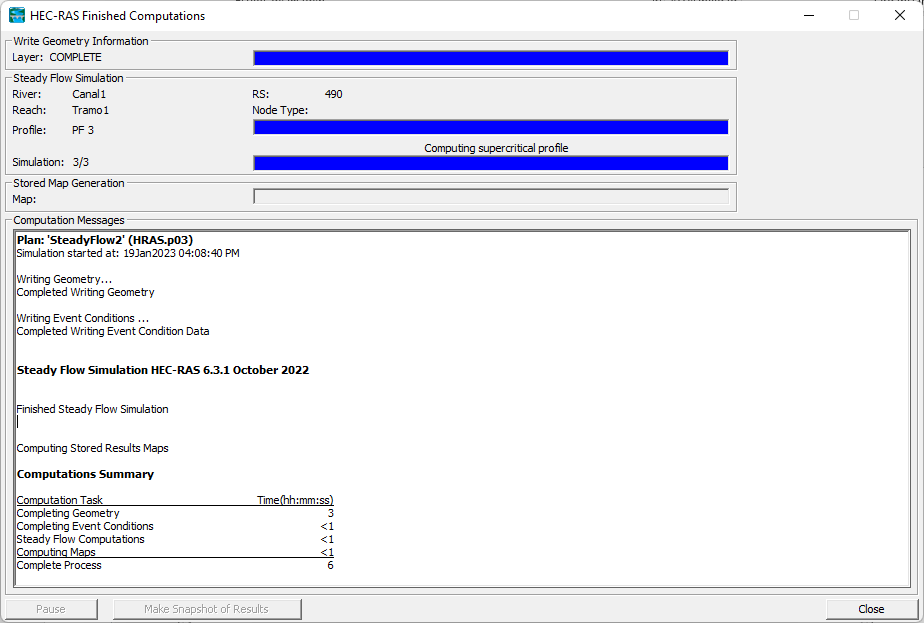 HEC-RAS Finished Computations
Write Geometry Information
Layer: COMPLETE
Steady Flow Simulation
River: Canal1 RS: 490
Reach: Tramo1 Node Type:
Profile: PF 3
Computing supercritical profile
Simulation: 3/3
Stored Map Generation
Map:
Computation Messages
Plan: 'SteadyFlow2' (HRAS.p03)
Simulation started at: 19Jan2023 04:08:40 PM
Writing Geometry...
Completed Writing Geometry
Writing Event Conditions ...
Completed Writing Event Condition Data
Steady Flow Simulation HEC-RAS 6.3.1 October 2022
Finished Steady Flow Simulation
Computing Stored Results Maps
Computations Summary
Computation Task Time(hh:mm:ss)
Completing Geometry 3
Completing Event Conditions <1
Steady Flow Computations <1
Computing Maps <1
Complete Process 6
Pause Make Snapshot of Results Close